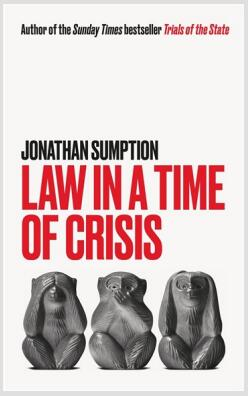 Author of the Sunday Times bestseller Trials of the State
JONATHAN SUMPTION
LAW IN A TIME
OF CRISIS